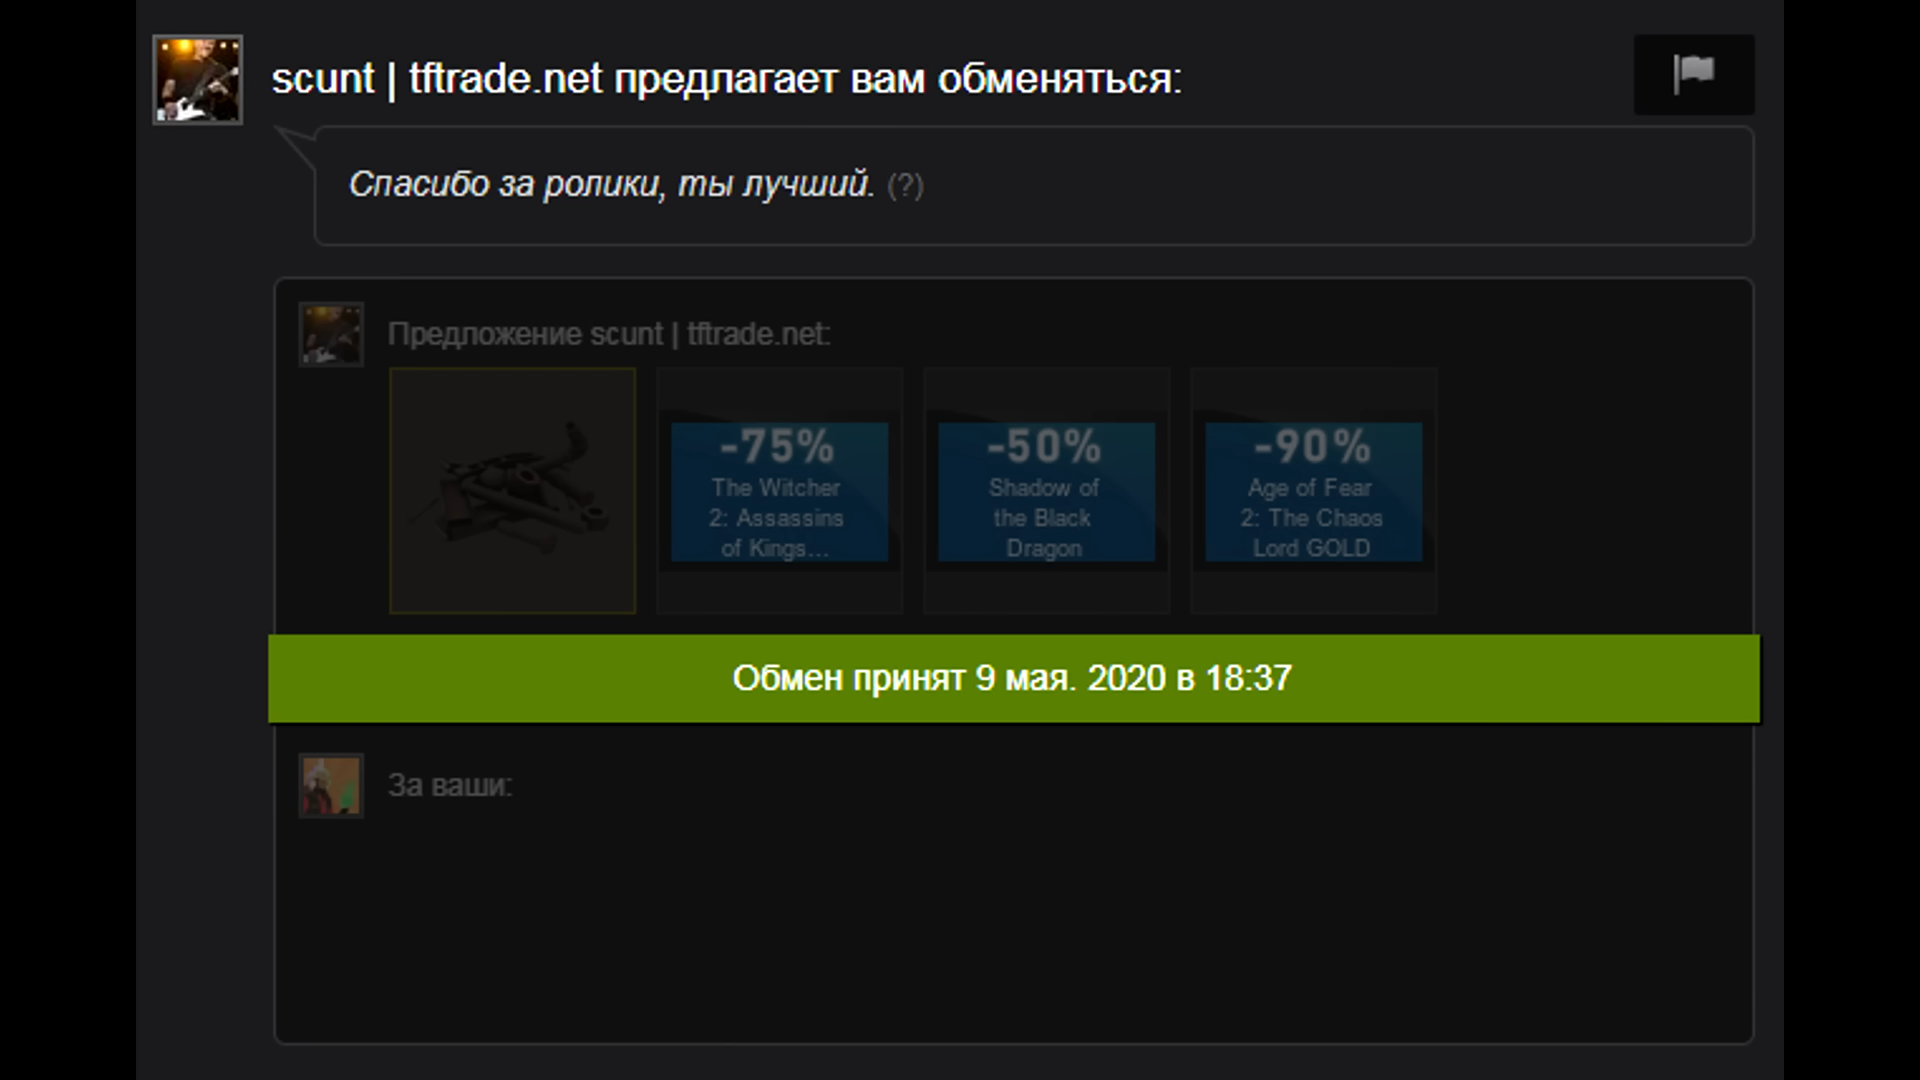 scunt | tftrade.net предлагает вам обменяться:
Спасибо за ролики, ты лучший. (?)
Предложение scunt | tftrade.net:
-75%
The Witcher
2: Assassins
of Kings...
-50%
Shadow of
the Black
Dragon
-90%
Age of Fear
2: The Chaos
Lord GOLD
Обмен принят 9 мая. 2020 в 18:37
За ваши: